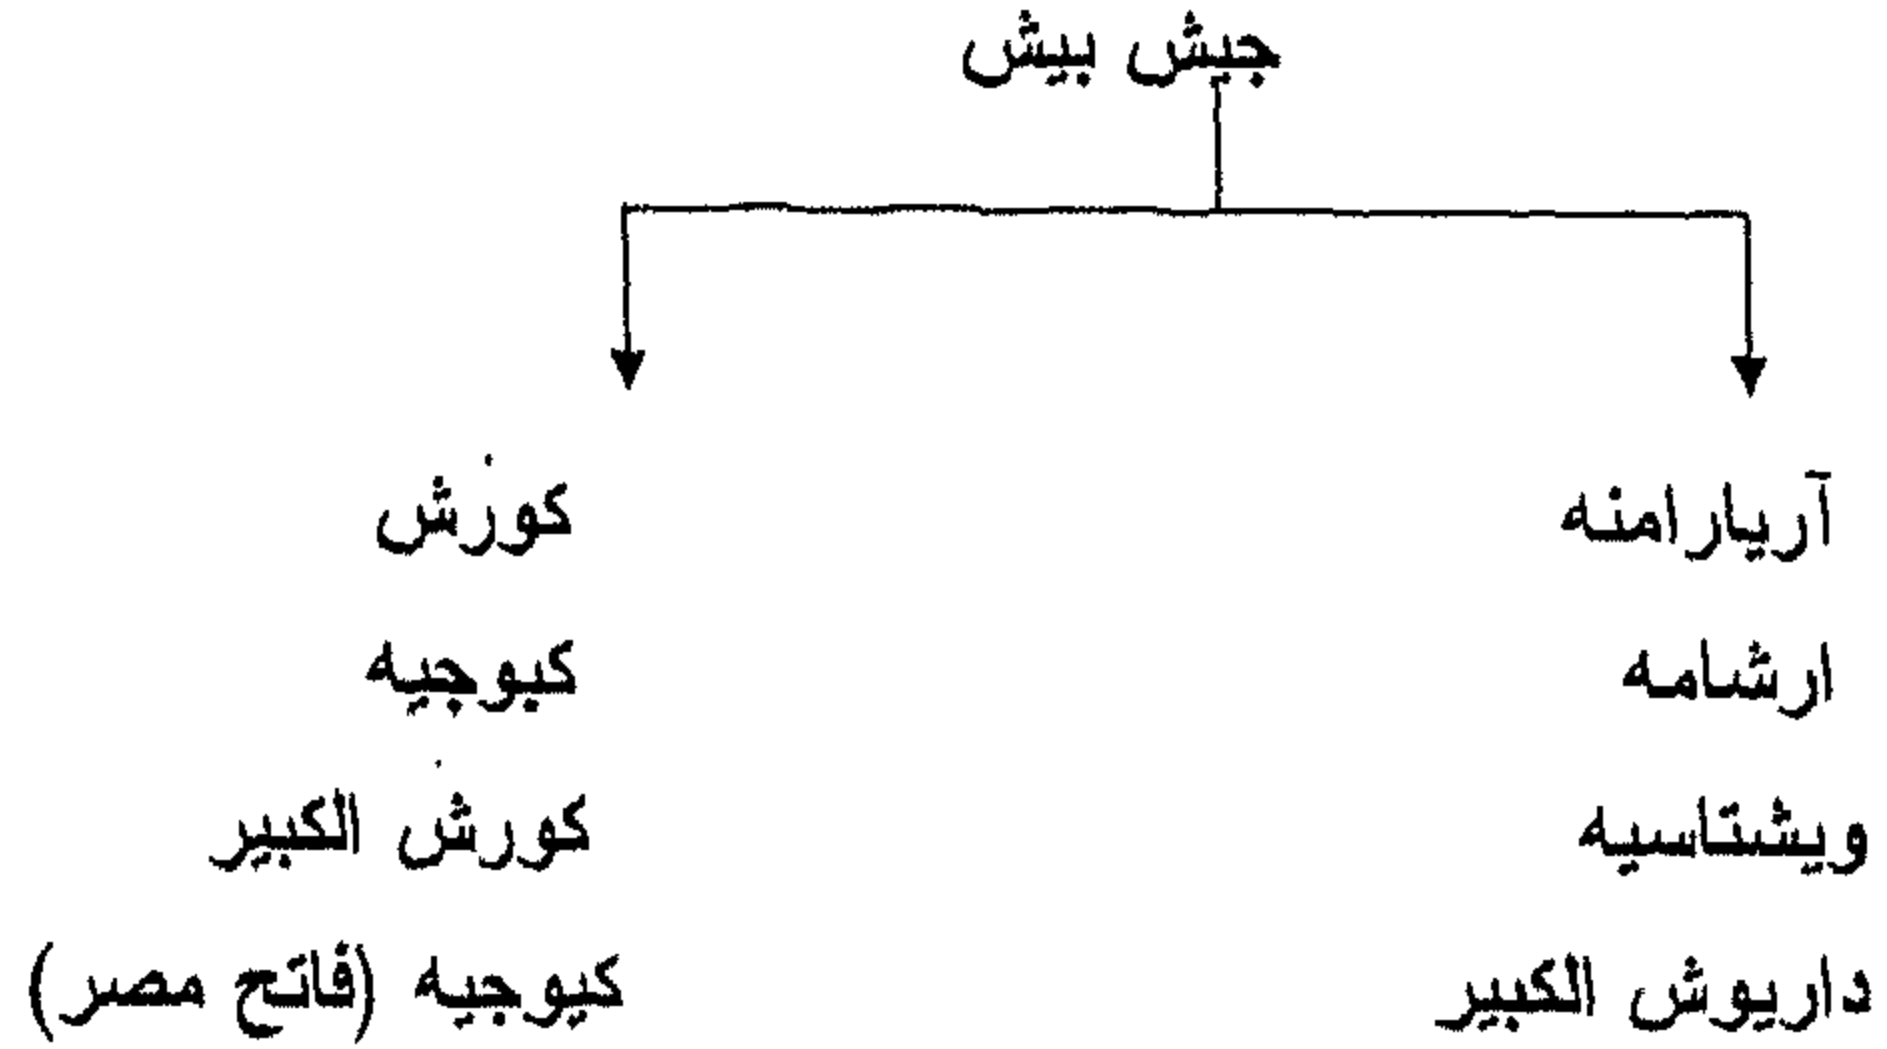 جيش بيش
آريارامنه
كورش
ارشامه
كبوجيه
ويشتاسيه
كورش الكبير
داريوش الكبير
كيوجيه (فاتح مصر)